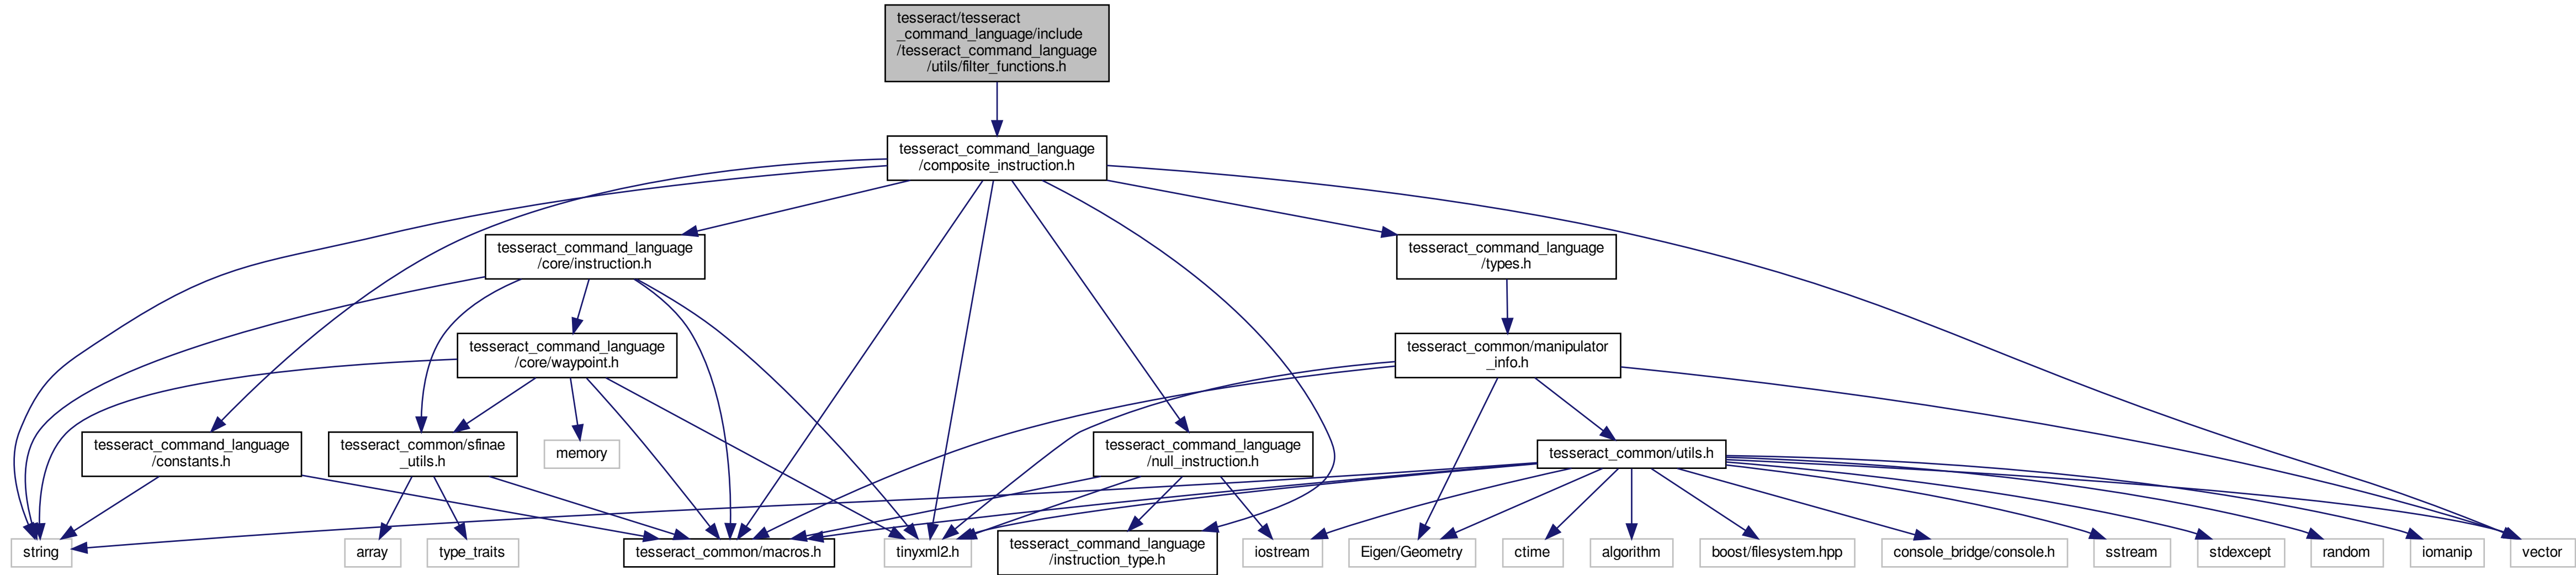 tesseract/tesseract
_command_language/include
/tesseract_command_language
/utils/filter_functions.h
tesseract_command_language
/composite_instruction.h
tesseract_command_language
/core/instruction.h
tesseract_command_language
/types.h
tesseract_command_language
/core/waypoint.h
tesseract_common/manipulator
_info.h
tesseract_command_language
/constants.h
tesseract_common/sfinae
_utils.h
memory
tesseract_command_language
/null_instruction.h
tesseract_common/utils.h
string
array
type_traits
tesseract_common/macros.h
tinyxml2.h
tesseract_command_language
/instruction_type.h
iostream
Eigen/Geometry
ctime
algorithm
boost/filesystem.hpp
console_bridge/console.h
sstream
stdexcept
random
iomanip
vector